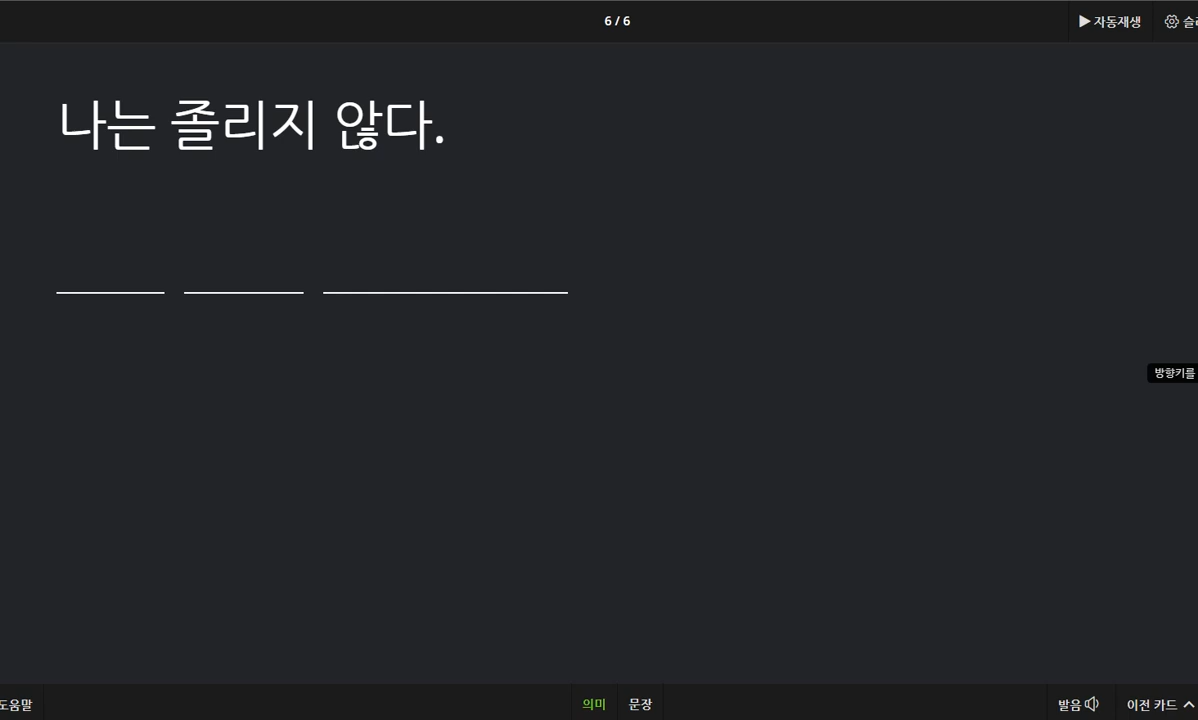 6 / 6
▶ 자동재생
나는 졸리지 않다.
방향키를
도움말
의미
문장
발음
이전 카드